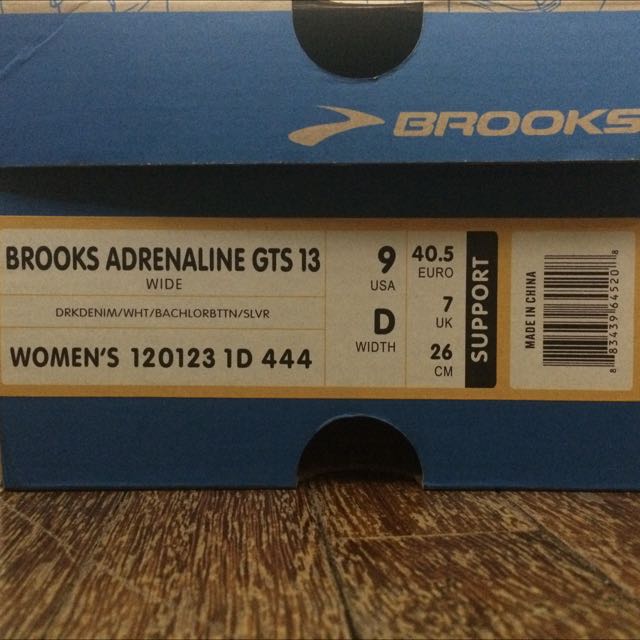 BROOKS
BROOKS ADRENALINE GTS 13
WIDE
DRKDENIM/WHT/BACHLORBTTN/SLVR
WOMEN'S 120123 1D 444
9
USA
D
WIDTH
40.5
EURO
7
UK
26
CM
SUPPORT
MADE IN CHINA
8 83439 64520 8